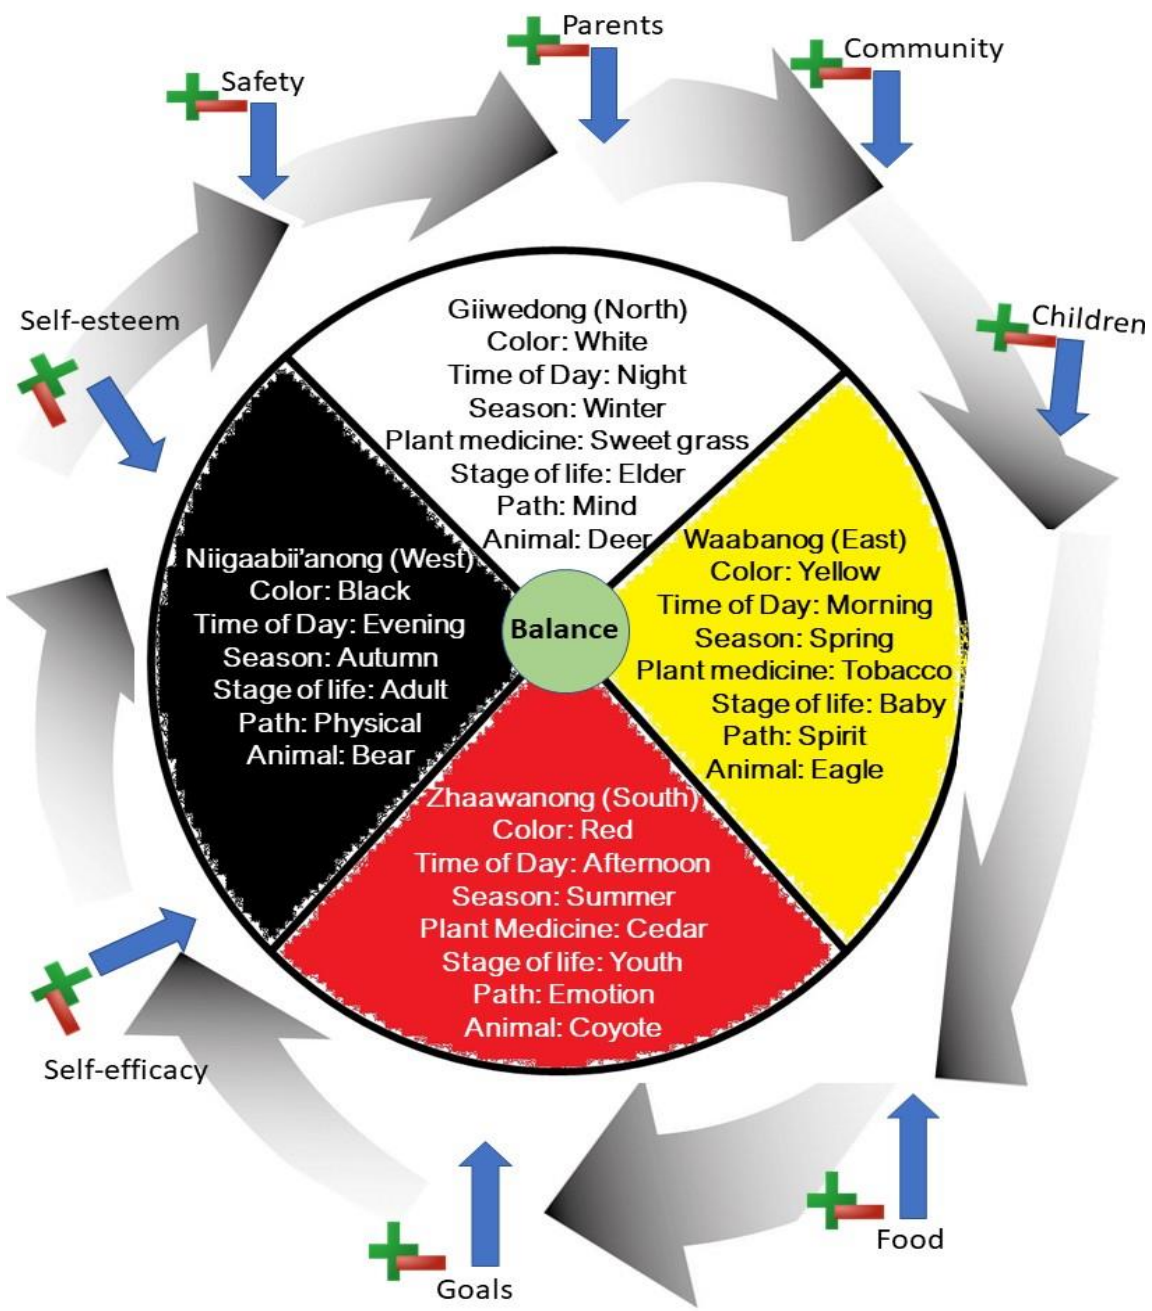 Parents
Community
Safety
Children
Self-esteem
Giiwedong (North)
Color: White
Time of Day: Night
Season: Winter
Plant medicine: Sweet grass
Stage of life: Elder
Path: Mind
Animal: Deer
Waabanog (East)
Color: Yellow
Time of Day: Morning
Season: Spring
Plant medicine: Tobacco
Stage of life: Baby
Path: Spirit
Animal: Eagle
Niigaabii'anong (West)
Color: Black
Time of Day: Evening
Season: Autumn
Stage of life: Adult
Path: Physical
Animal: Bear
Balance
Zhaawanong (South)
Color: Red
Time of Day: Afternoon
Season: Summer
Plant Medicine: Cedar
Stage of life: Youth
Path: Emotion
Animal: Coyote
Self-efficacy
Food
Goals